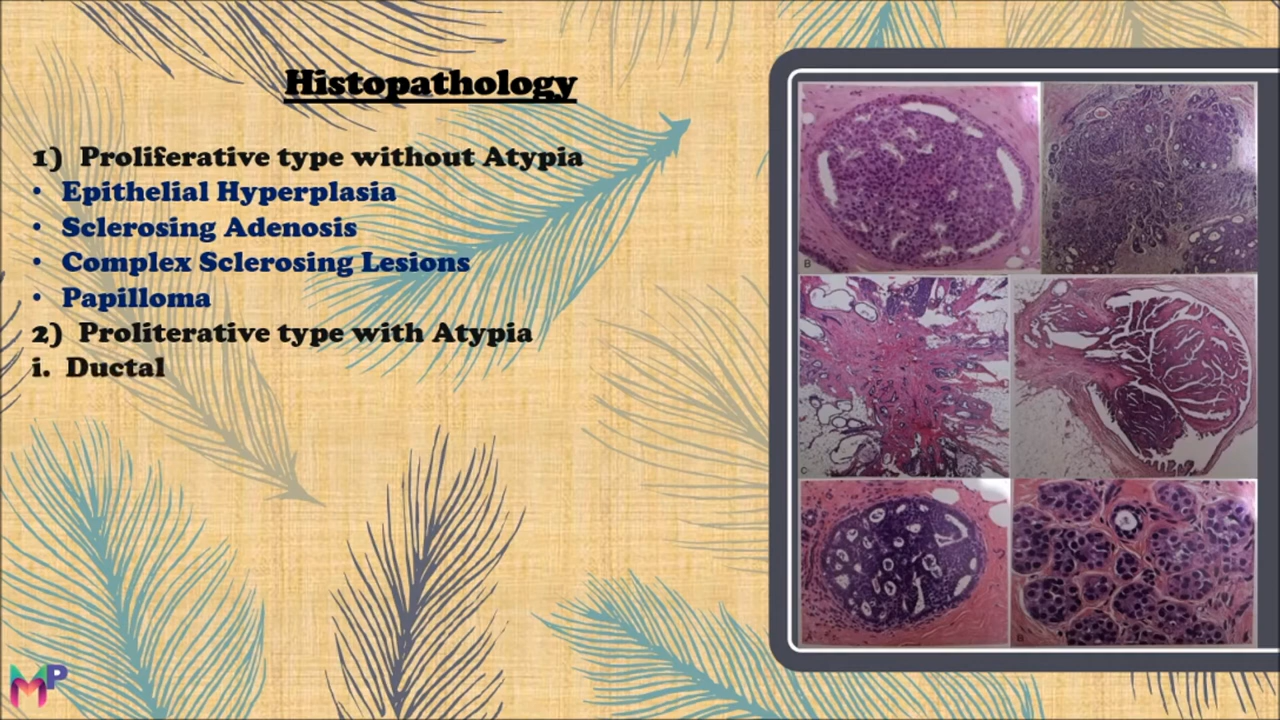 Histopathology
1) Proliferative type without Atypia
• Epithelial Hyperplasia
• Sclerosing Adenosis
• Complex Sclerosing Lesions
• Papilloma
2) Proliterative type with Atypia
i. Ductal
B
C
A
B
MP